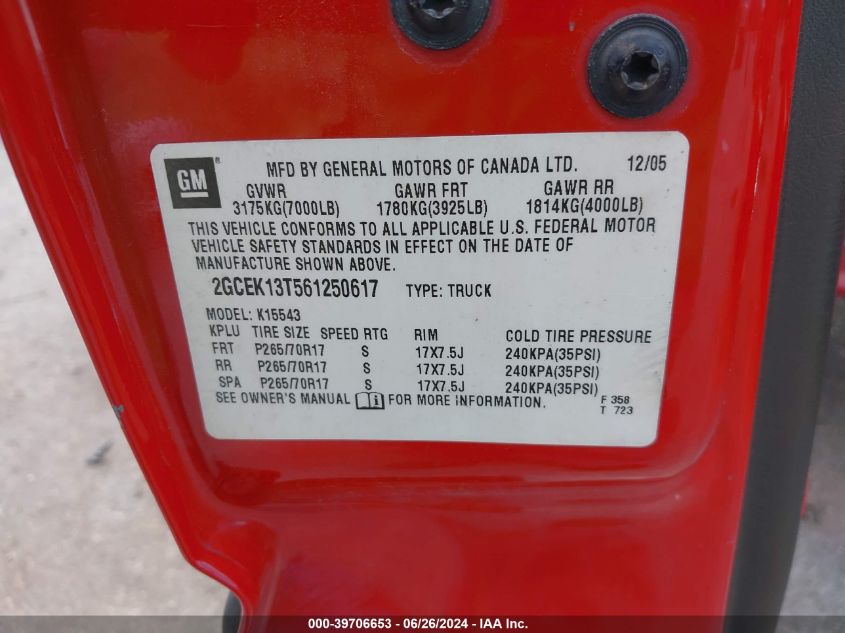 GM ® MFD BY GENERAL MOTORS OF CANADA LTD. 12/05
GVWR GAWR FRT GAWR RR
3175KG(7000LB) 1780KG(3925LB) 1814KG(4000LB)
THIS VEHICLE CONFORMS TO ALL APPLICABLE U.S. FEDERAL MOTOR
VEHICLE SAFETY STANDARDS IN EFFECT ON THE DATE OF
MANUFACTURE SHOWN ABOVE.
2GCEK13T561250617 TYPE: TRUCK
MODEL: K15543
KPLU TIRE SIZE SPEED RTG RIM COLD TIRE PRESSURE
FRT P265/70R17 S 17X7.5J 240KPA(35PSI)
RR P265/70R17 S 17X7.5J 240KPA(35PSI)
SPA P265/70R17 S 17X7.5J 240KPA(35PSI)
SEE OWNER'S MANUAL FOR MORE INFORMATION. F 358
T 723
000-39706653 - 06/26/2024 - IAA, Inc.